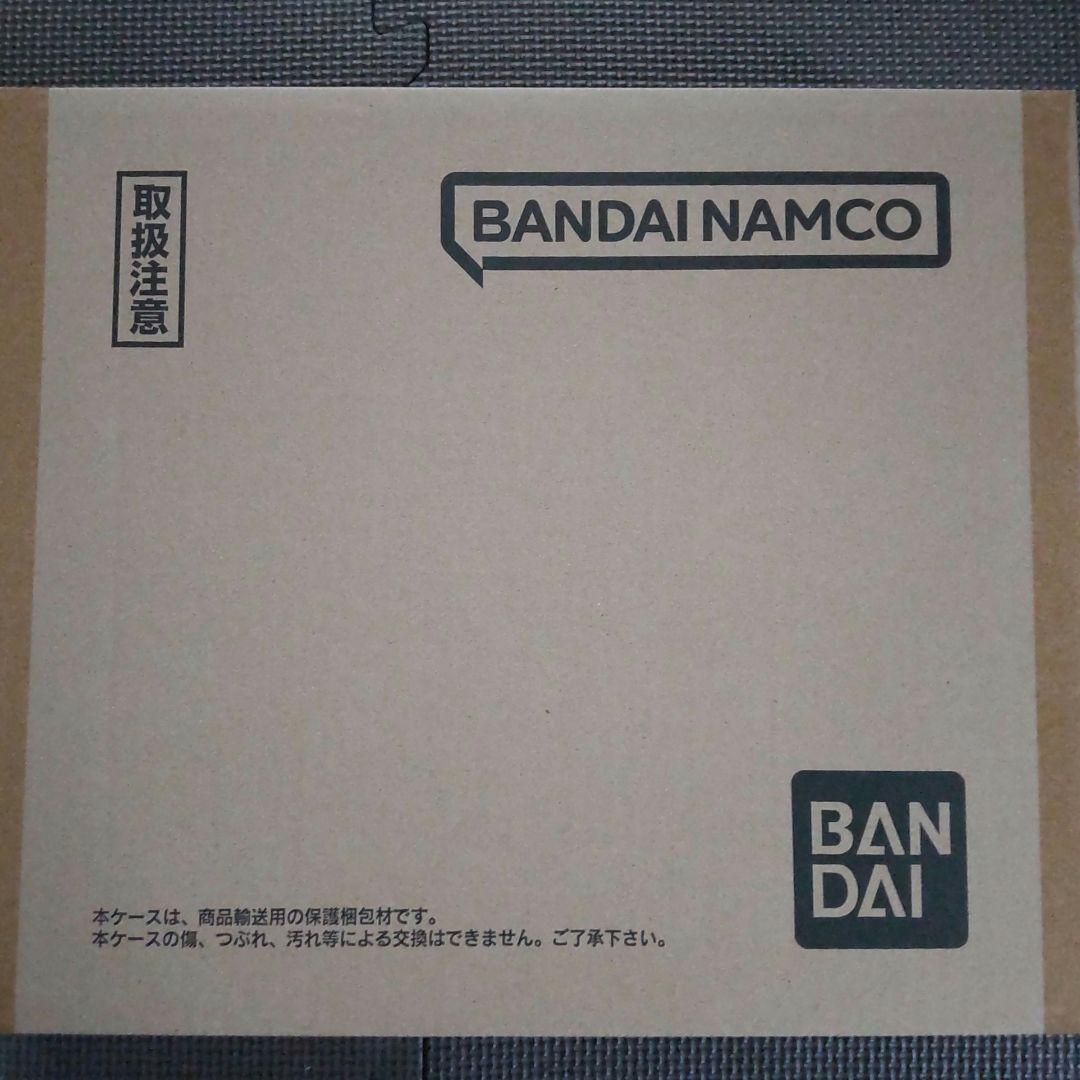 取扱注意
BANDAI NAMCO
BAN
DAI
本ケースは、商品輸送用の保護梱包材です。
本ケースの傷、つぶれ、汚れ等による交換はできません。ご了承下さい。